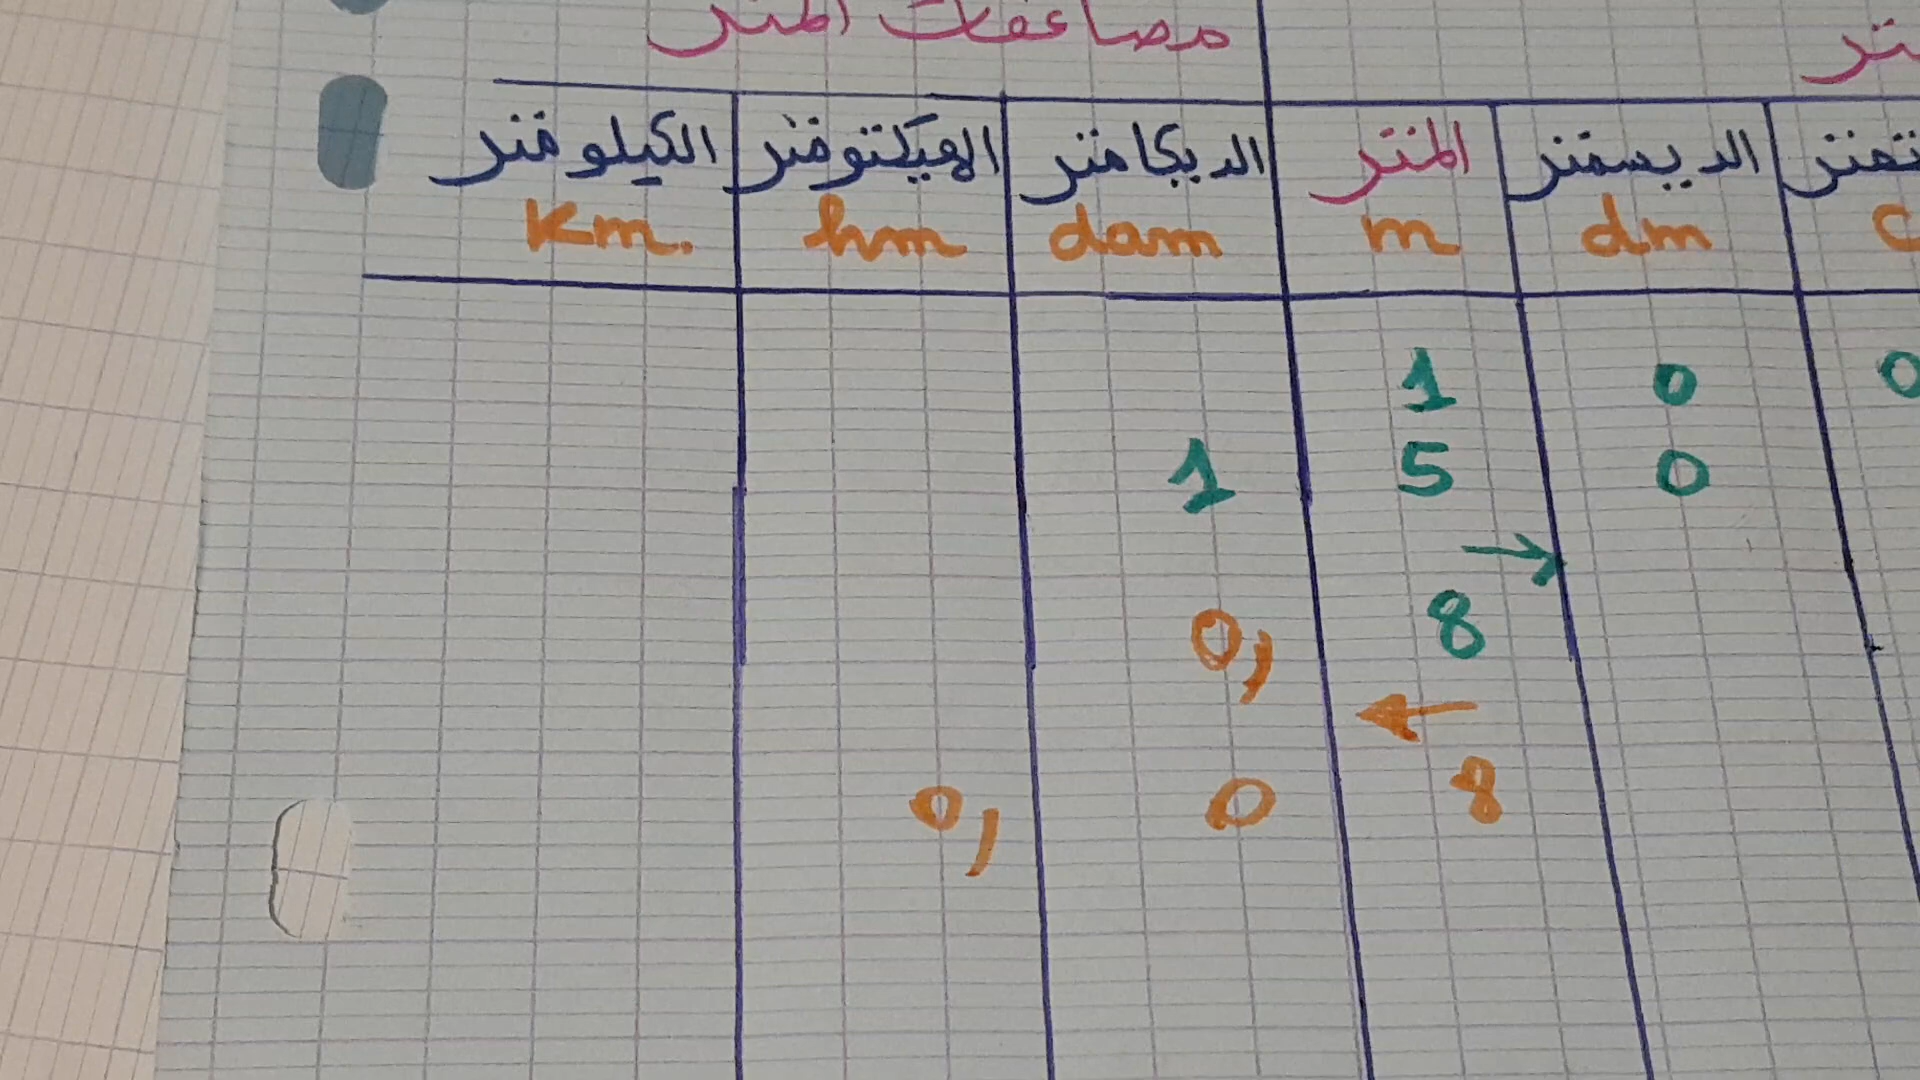 مضاعفات المتر
الكيلومتر الهيكتومتر الديكامتر المتر الديسمتر
Km. hm dam m dm c
1 0 0
1 5 0
0, 8
0, 0 8